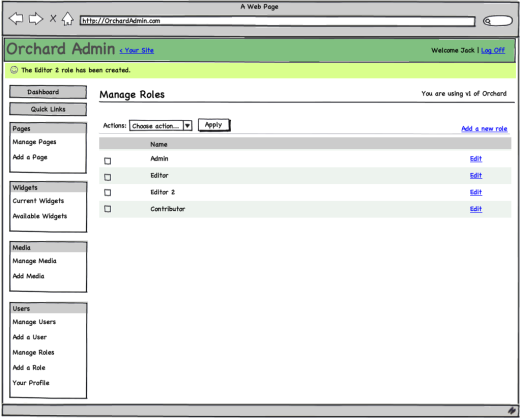 A Web Page
http://OrchardAdmin.com
Orchard Admin < Your Site Welcome Jack | Log Off
The Editor 2 role has been created.
Dashboard
Quick Links
Pages
Manage Pages
Add a Page
Widgets
Current Widgets
Available Widgets
Media
Manage Media
Add Media
Users
Manage Users
Add a User
Manage Roles
Add a Role
Your Profile
Manage Roles You are using v1 of Orchard
Actions: Choose action... Apply
Add a new role
Name
Admin Edit
Editor Edit
Editor 2 Edit
Contributor Edit